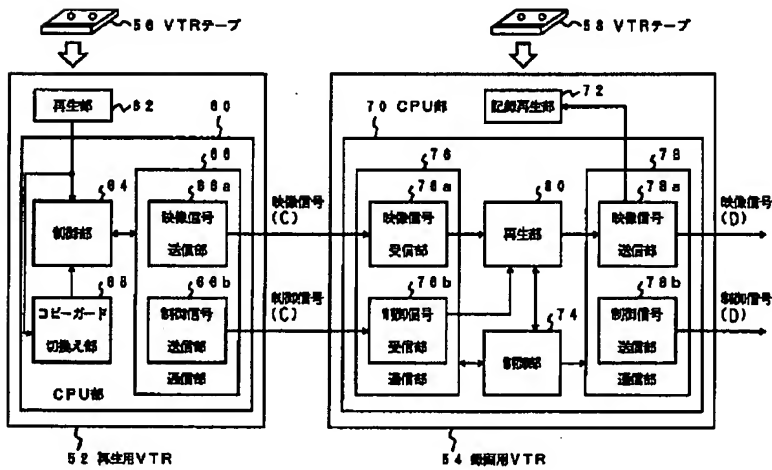 56 VTRテープ
58 VTRテープ
再生部
62
60
66
64
制御部
66a
映像信号
送信部
68
コピーガード
切換え部
66b
制御信号
送信部
通信部
CPU部
52 再生用VTR
映像信号
(C)
制御信号
(C)
70 CPU部
72
記録再生部
76
76a
映像信号
受信部
76b
制御信号
受信部
通信部
80
再生部
74
制御部
78
78a
映像信号
送信部
78b
制御信号
送信部
通信部
映像信号
(D)
制御信号
(D)
54 録画用VTR